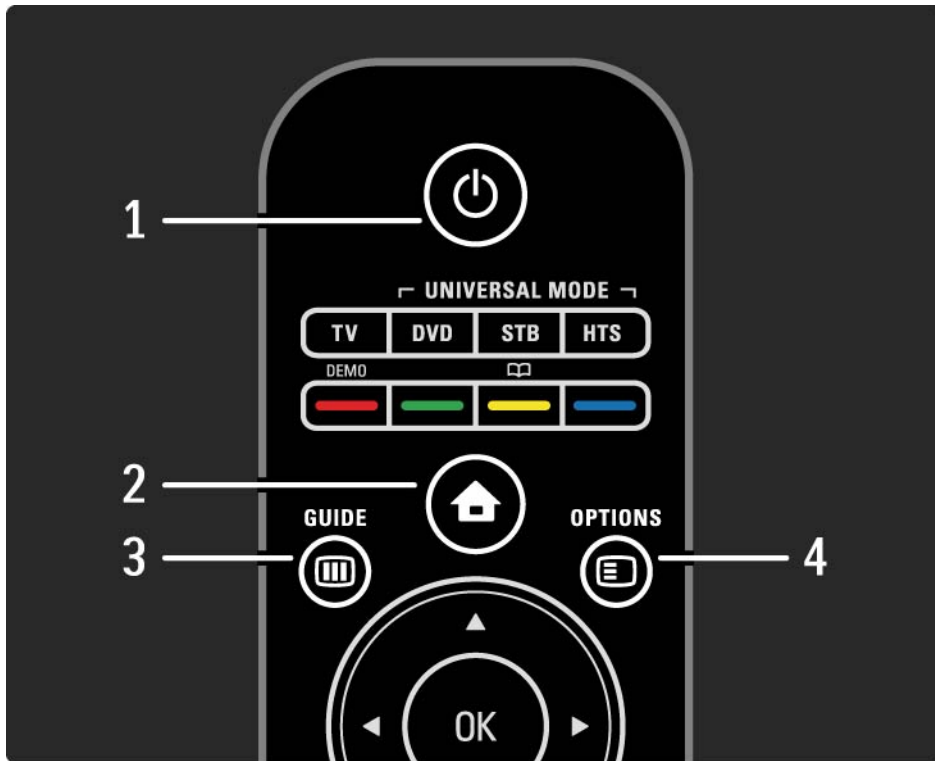 1
UNIVERSAL MODE
TV DVD STB HTS
DEMO
2
GUIDE OPTIONS
3 4
OK